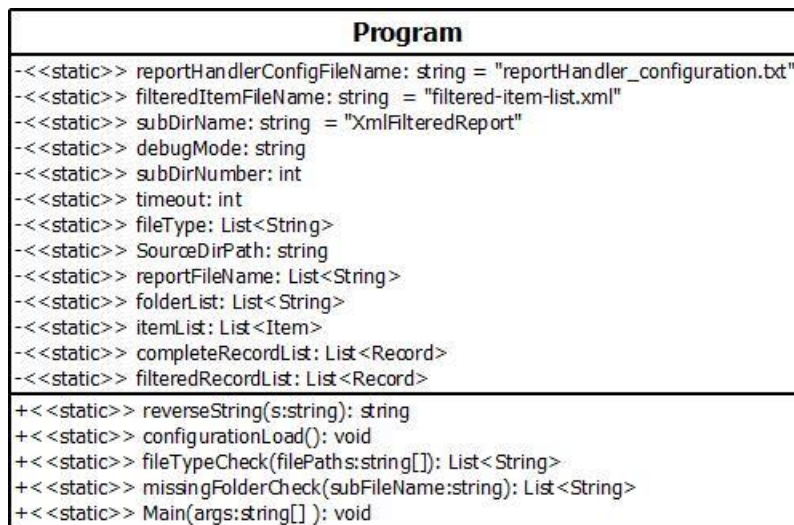 Program
-<<static>> reportHandlerConfigFileName: string = "reportHandler_configuration.txt"
-<<static>> filteredItemFileName: string = "filtered-item-list.xml"
-<<static>> subDirName: string = "XmlFilteredReport"
-<<static>> debugMode: string
-<<static>> subDirNumber: int
-<<static>> timeout: int
-<<static>> fileType: List<String>
-<<static>> SourceDirPath: string
-<<static>> reportFileName: List<String>
-<<static>> folderList: List<String>
-<<static>> itemList: List<Item>
-<<static>> completeRecordList: List<Record>
-<<static>> filteredRecordList: List<Record>
+<<static>> reverseString(s:string): string
+<<static>> configurationLoad(): void
+<<static>> fileTypeCheck(filePaths:string[]): List<String>
+<<static>> missingFolderCheck(subFileName:string): List<String>
+<<static>> Main(args:string[] ): void